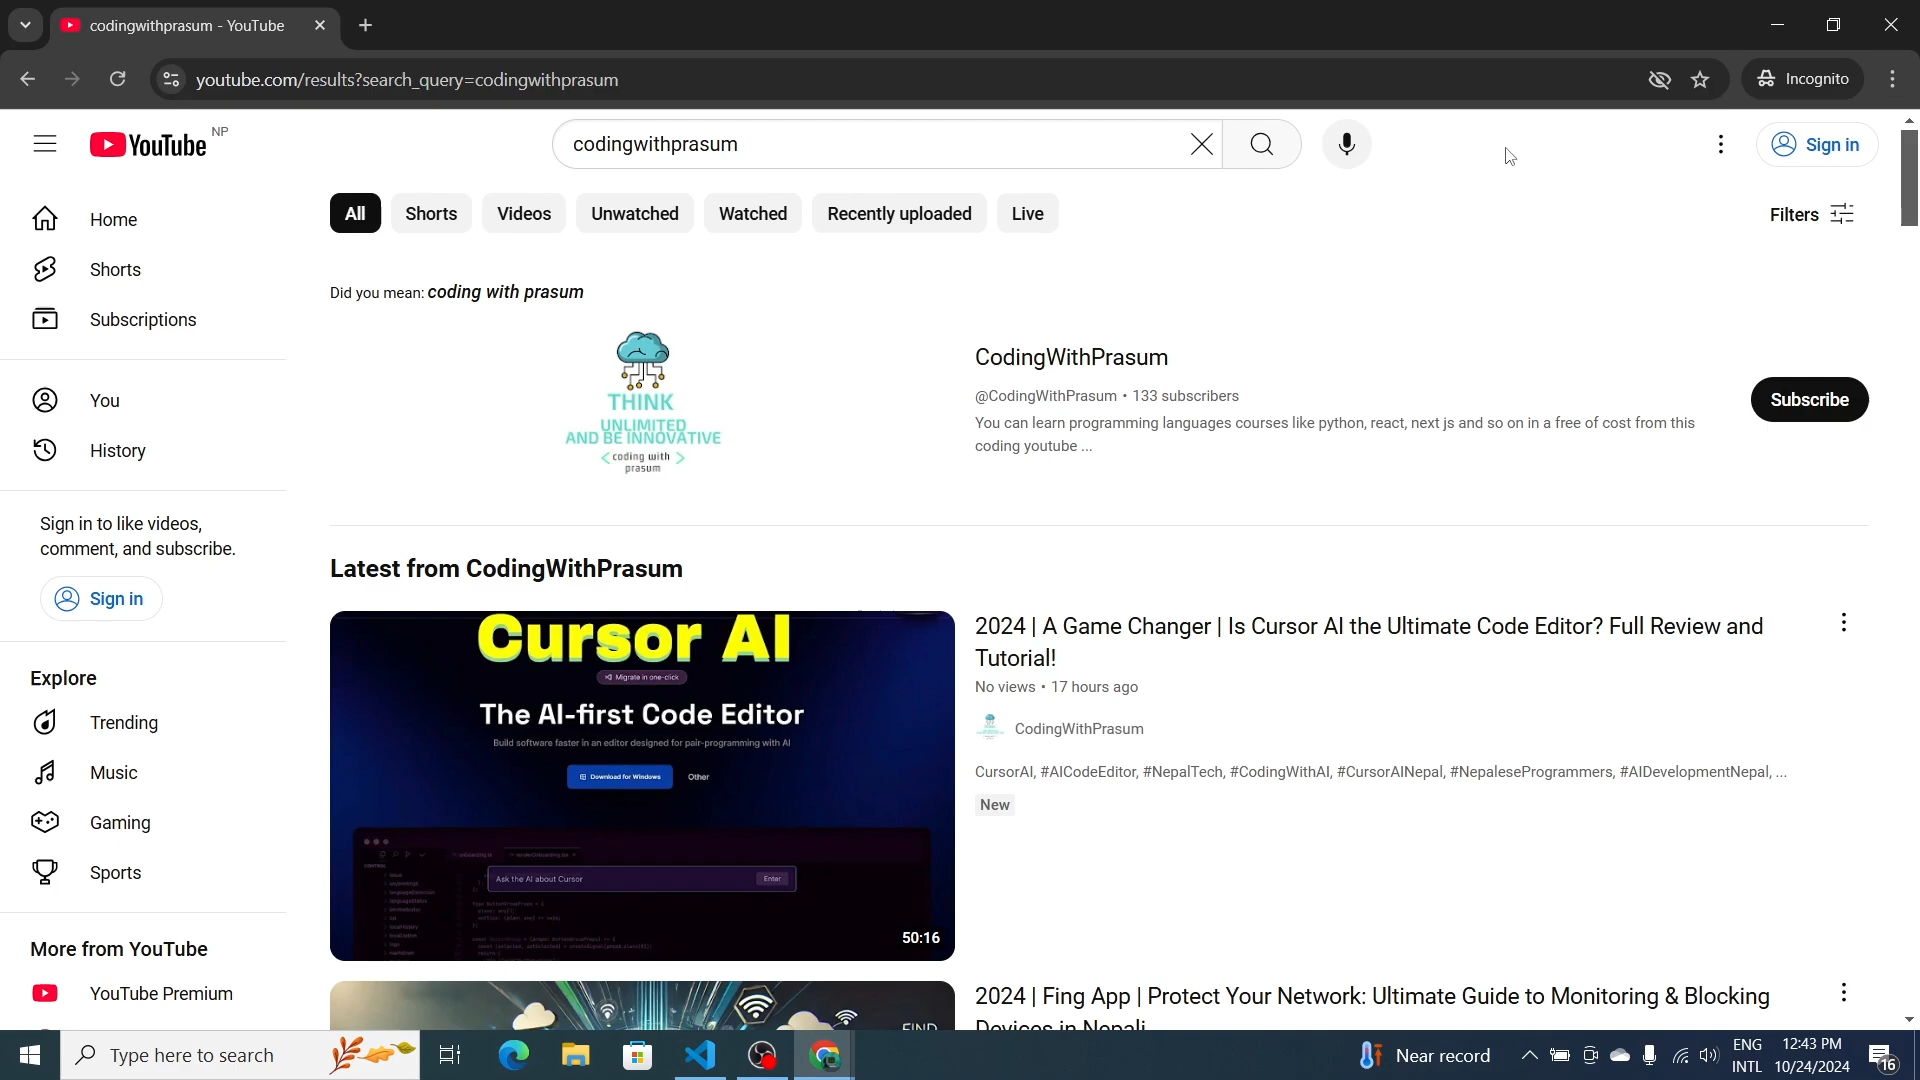 codingwithprasum - YouTube
youtube.com/results?search_query=codingwithprasum
Incognito
YouTube NP
codingwithprasum
Sign in
Home
Shorts
Subscriptions
You
History
Sign in to like videos,
comment, and subscribe.
Sign in
Explore
Trending
Music
Gaming
Sports
More from YouTube
YouTube Premium
All
Shorts
Videos
Unwatched
Watched
Recently uploaded
Live
Filters
Did you mean: coding with prasum
THINK
UNLIMITED
AND BE INNOVATIVE
<coding with
prasum >
CodingWithPrasum
@CodingWithPrasum • 133 subscribers
You can learn programming languages courses like python, react, next js and so on in a free of cost from this
coding youtube ...
Subscribe
Latest from CodingWithPrasum
Cursor AI
Migrate in one-click
The AI-first Code Editor
Build software faster in an editor designed for pair-programming with AI
Download for Windows
Other
Ask the AI about Cursor
Enter
50:16
2024 | A Game Changer | Is Cursor AI the Ultimate Code Editor? Full Review and
Tutorial!
No views • 17 hours ago
CodingWithPrasum
CursorAI, #AICodeEditor, #NepalTech, #CodingWithAI, #CursorAINepal, #NepaleseProgrammers, #AIDevelopmentNepal, ...
New
FIND
2024 | Fing App | Protect Your Network: Ultimate Guide to Monitoring & Blocking
Devices in Nepali
Type here to search
Near record
ENG
INTL
12:43 PM
10/24/2024
16